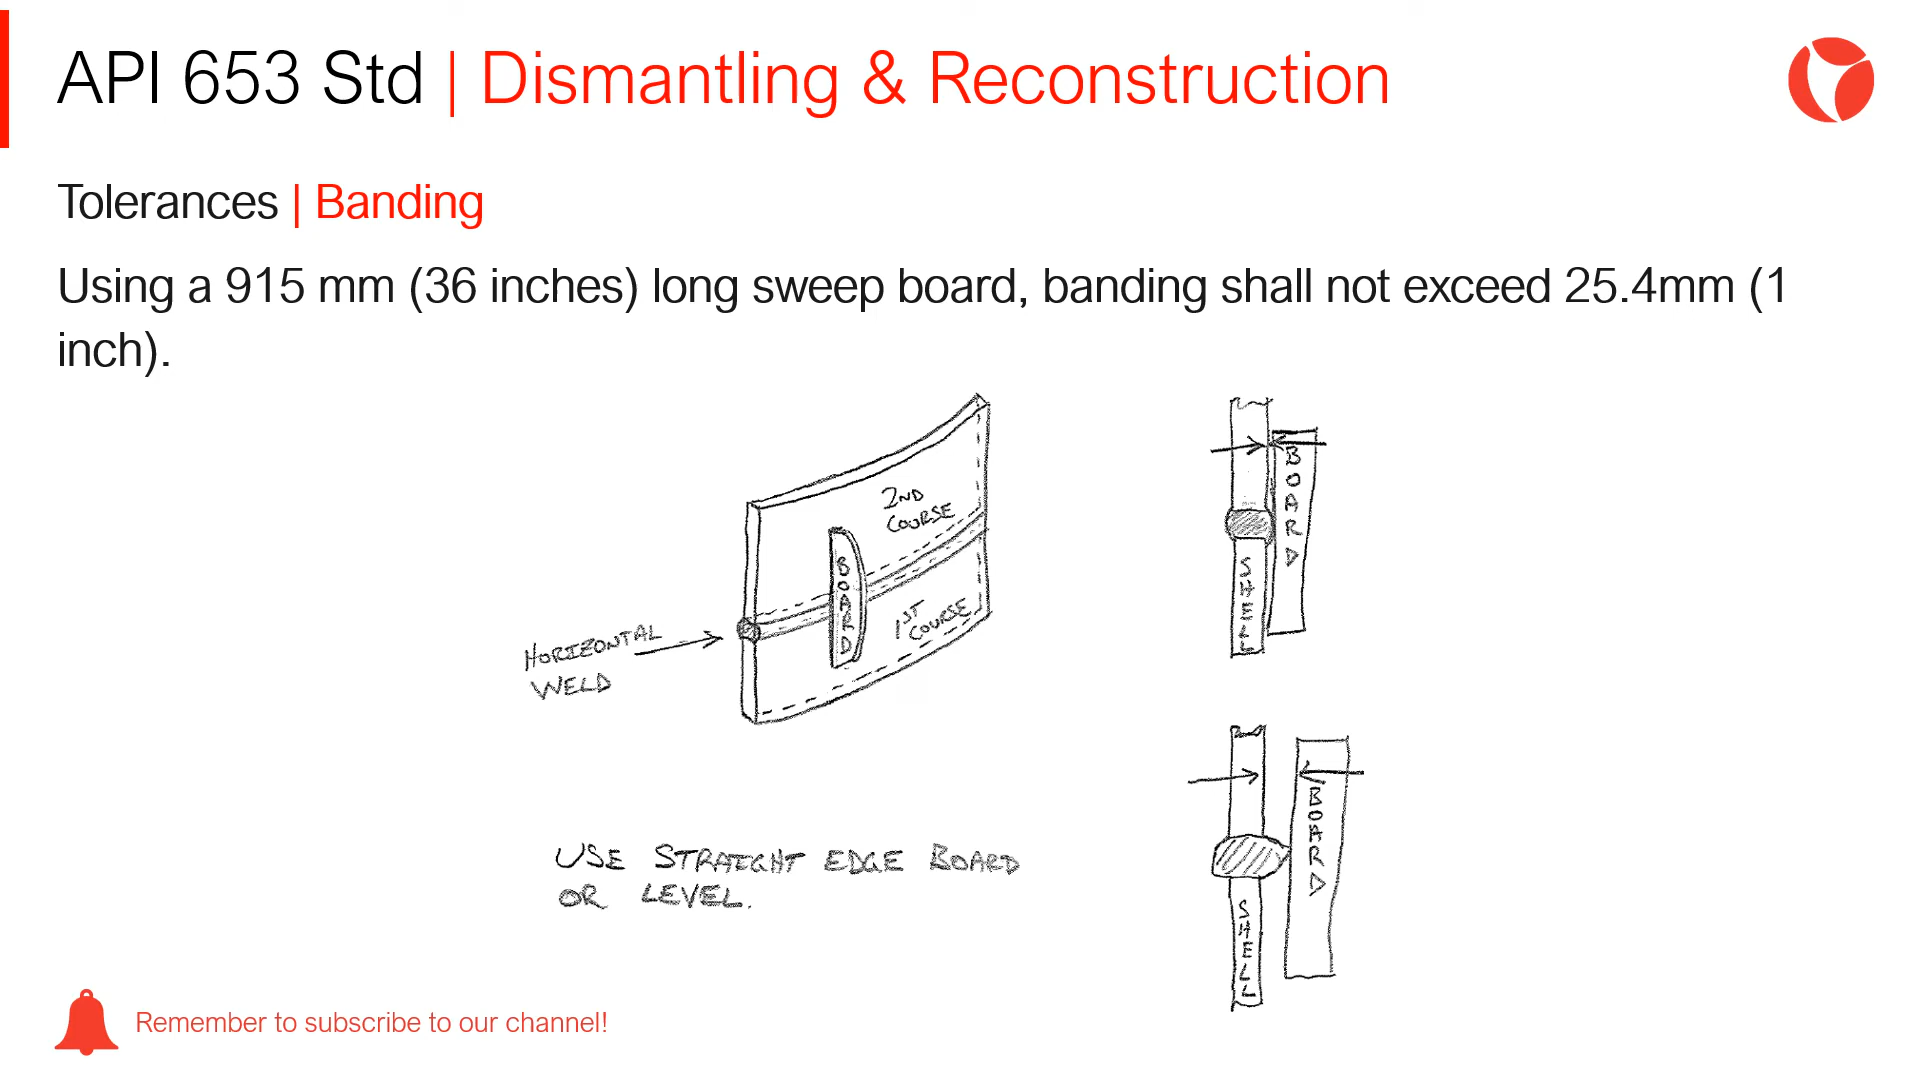 API 653 Std | Dismantling & Reconstruction
Tolerances | Banding
Using a 915 mm (36 inches) long sweep board, banding shall not exceed 25.4mm (1
inch).
2ND
COURSE
BOARD
1ST
COURSE
HORIZONTAL
WELD
BOARD
SHELL
USE STRAIGHT EDGE BOARD
OR LEVEL.
BOARD
SHELL
Remember to subscribe to our channel!